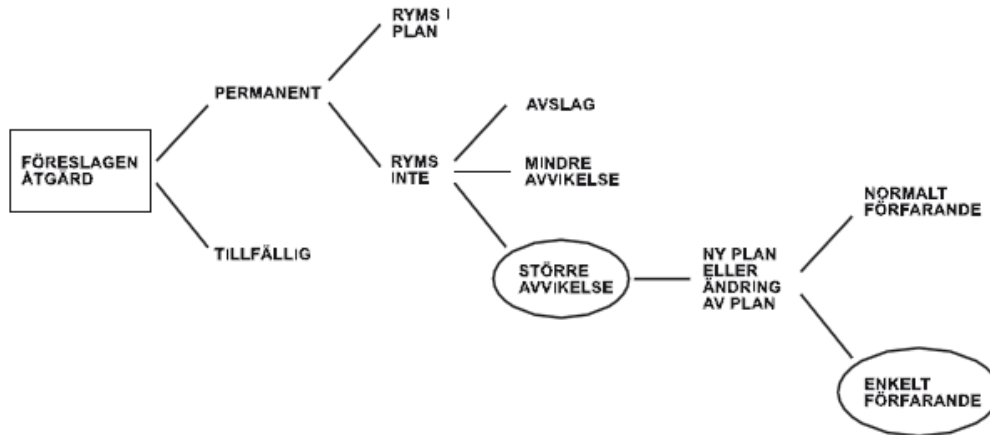 RYMS I
PLAN
PERMANENT
AVSLAG
FÖRESLAGEN
ÅTGÄRD
RYMS
INTE
MINDRE
AVVIKELSE
NORMALT
FÖRFARANDE
TILLFÄLLIG
STÖRRE
AVVIKELSE
NY PLAN
ELLER
ÄNDRING
AV PLAN
ENKELT
FÖRFARANDE